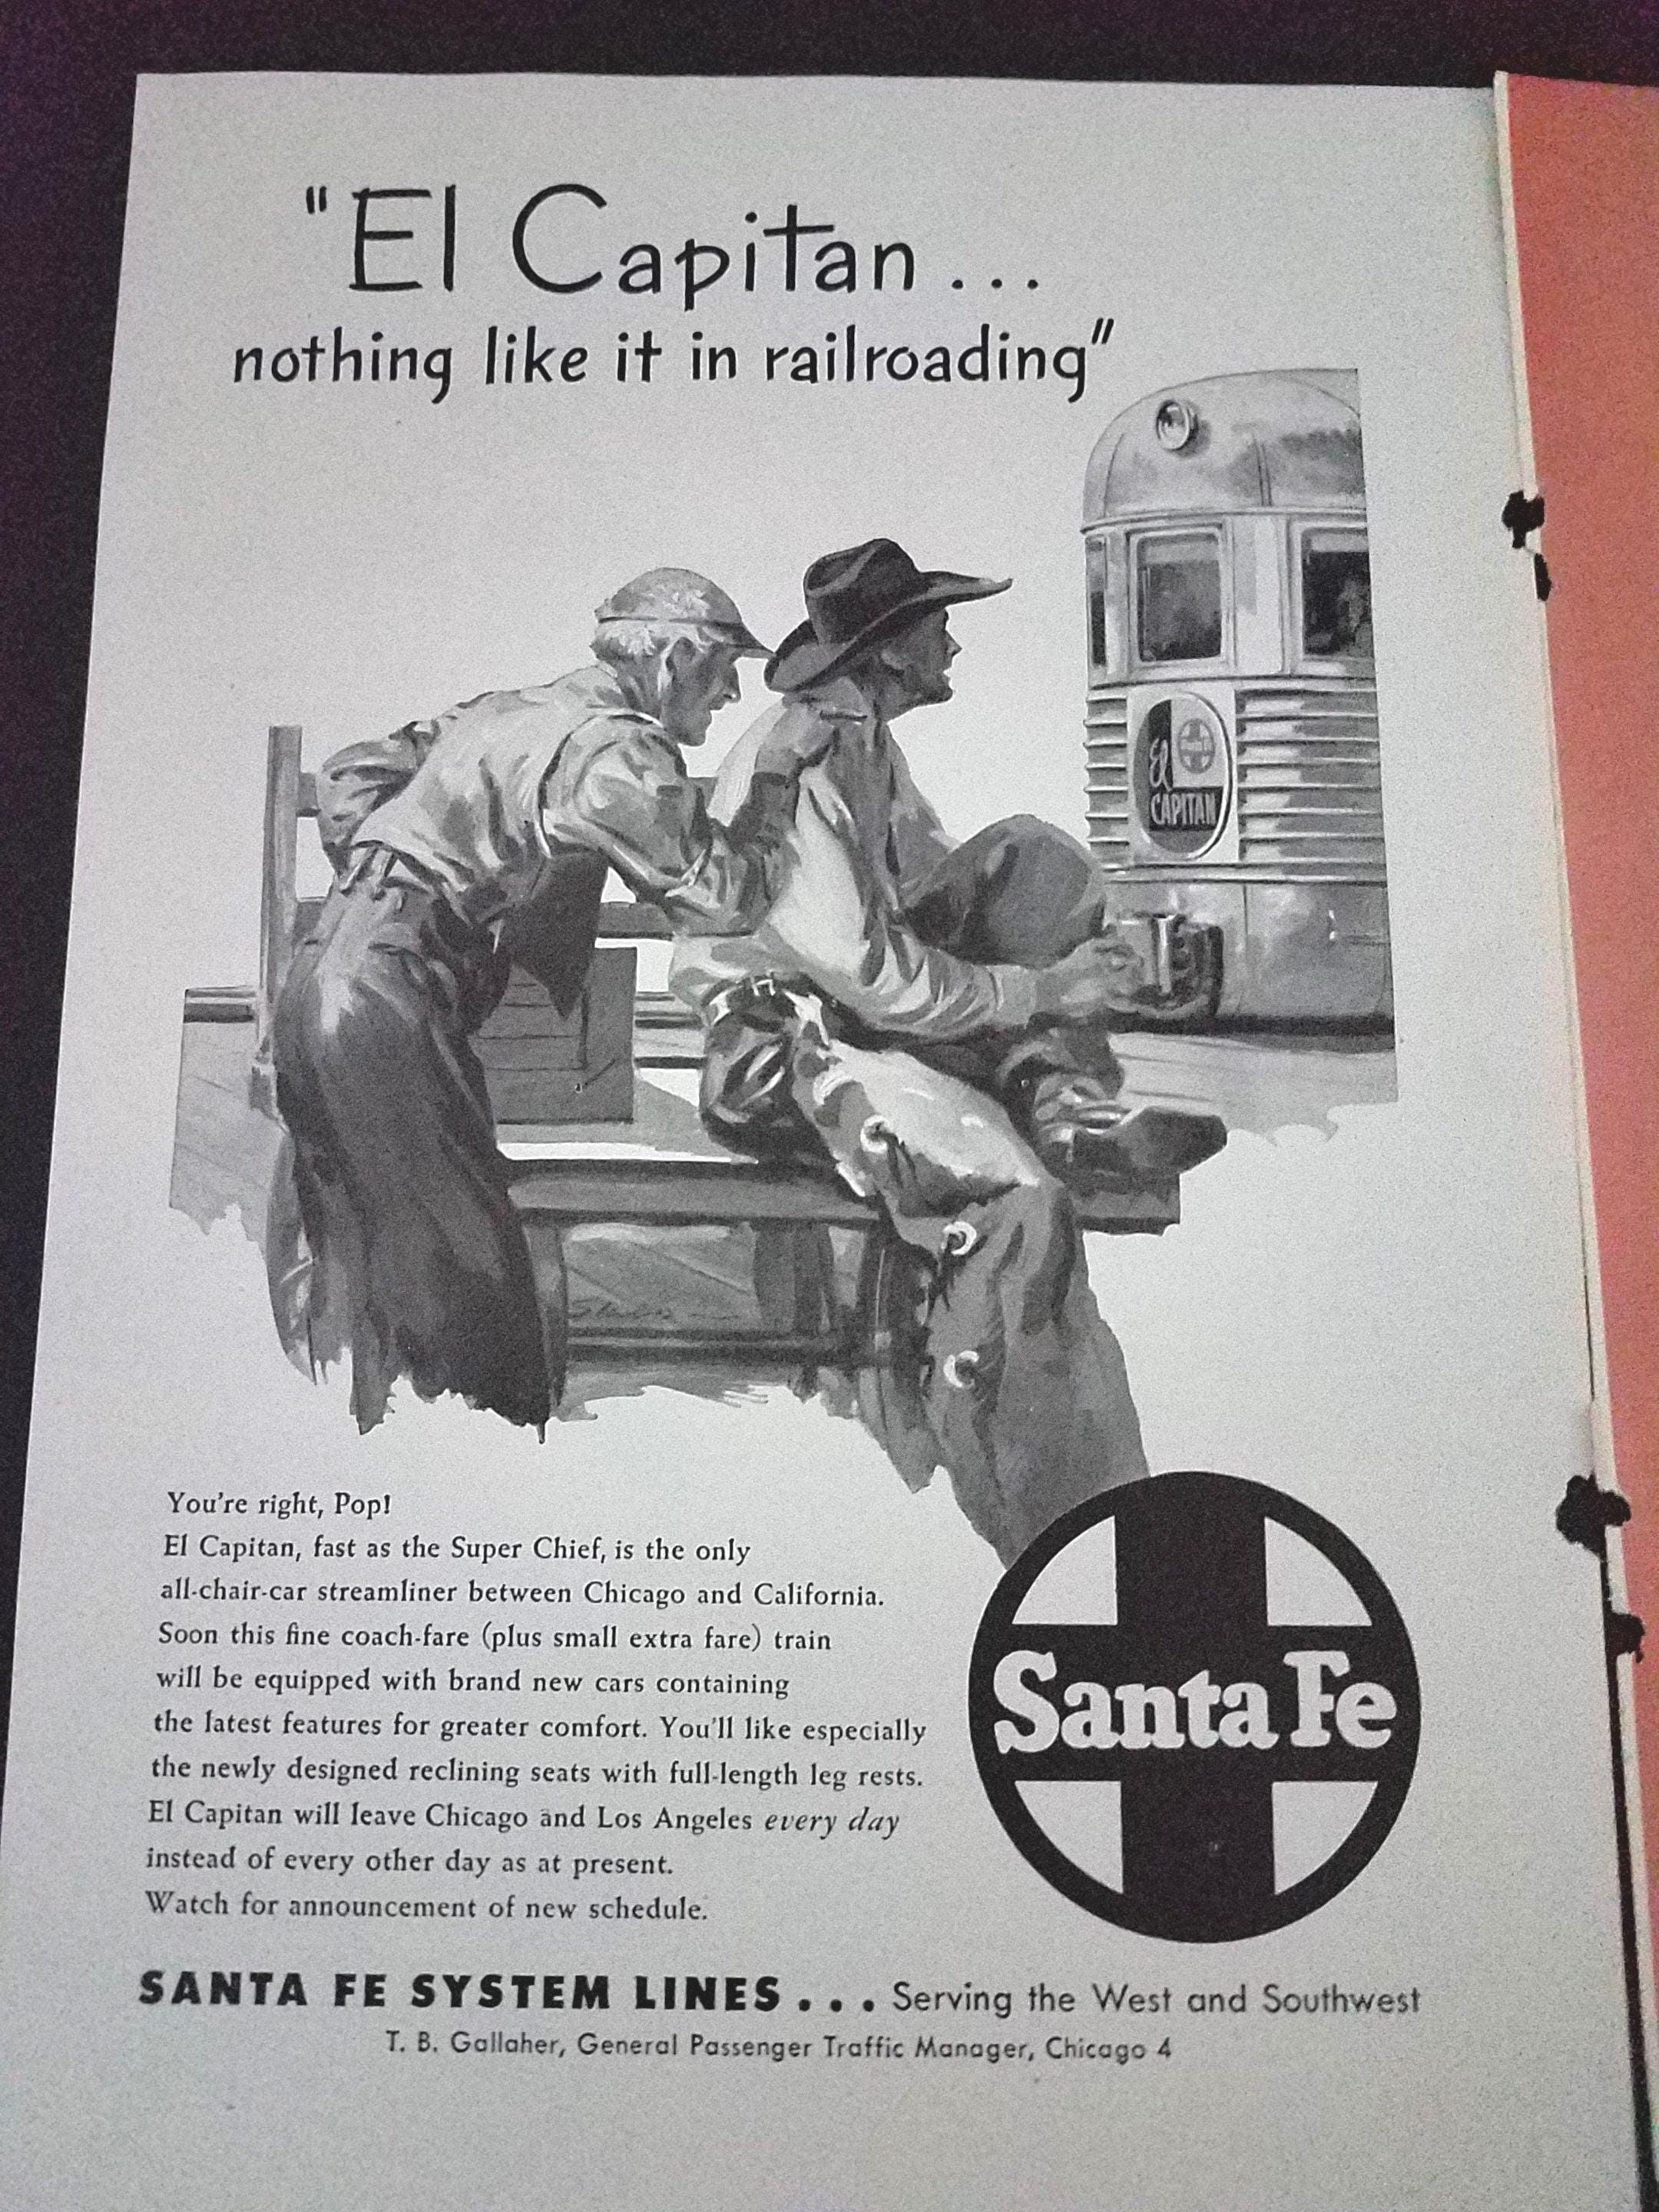 "El Capitan...
nothing like it in railroading"
El
Santa Fe
CAPITAN
You're right, Pop!
El Capitan, fast as the Super Chief, is the only
all-chair-car streamliner between Chicago and California.
Soon this fine coach-fare (plus small extra fare) train
will be equipped with brand new cars containing
the latest features for greater comfort. You'll like especially
the newly designed reclining seats with full-length leg rests.
El Capitan will leave Chicago and Los Angeles every day
instead of every other day as at present.
Watch for announcement of new schedule.
Santa Fe
SANTA FE SYSTEM LINES... Serving the West and Southwest
T. B. Gallaher, General Passenger Traffic Manager, Chicago 4